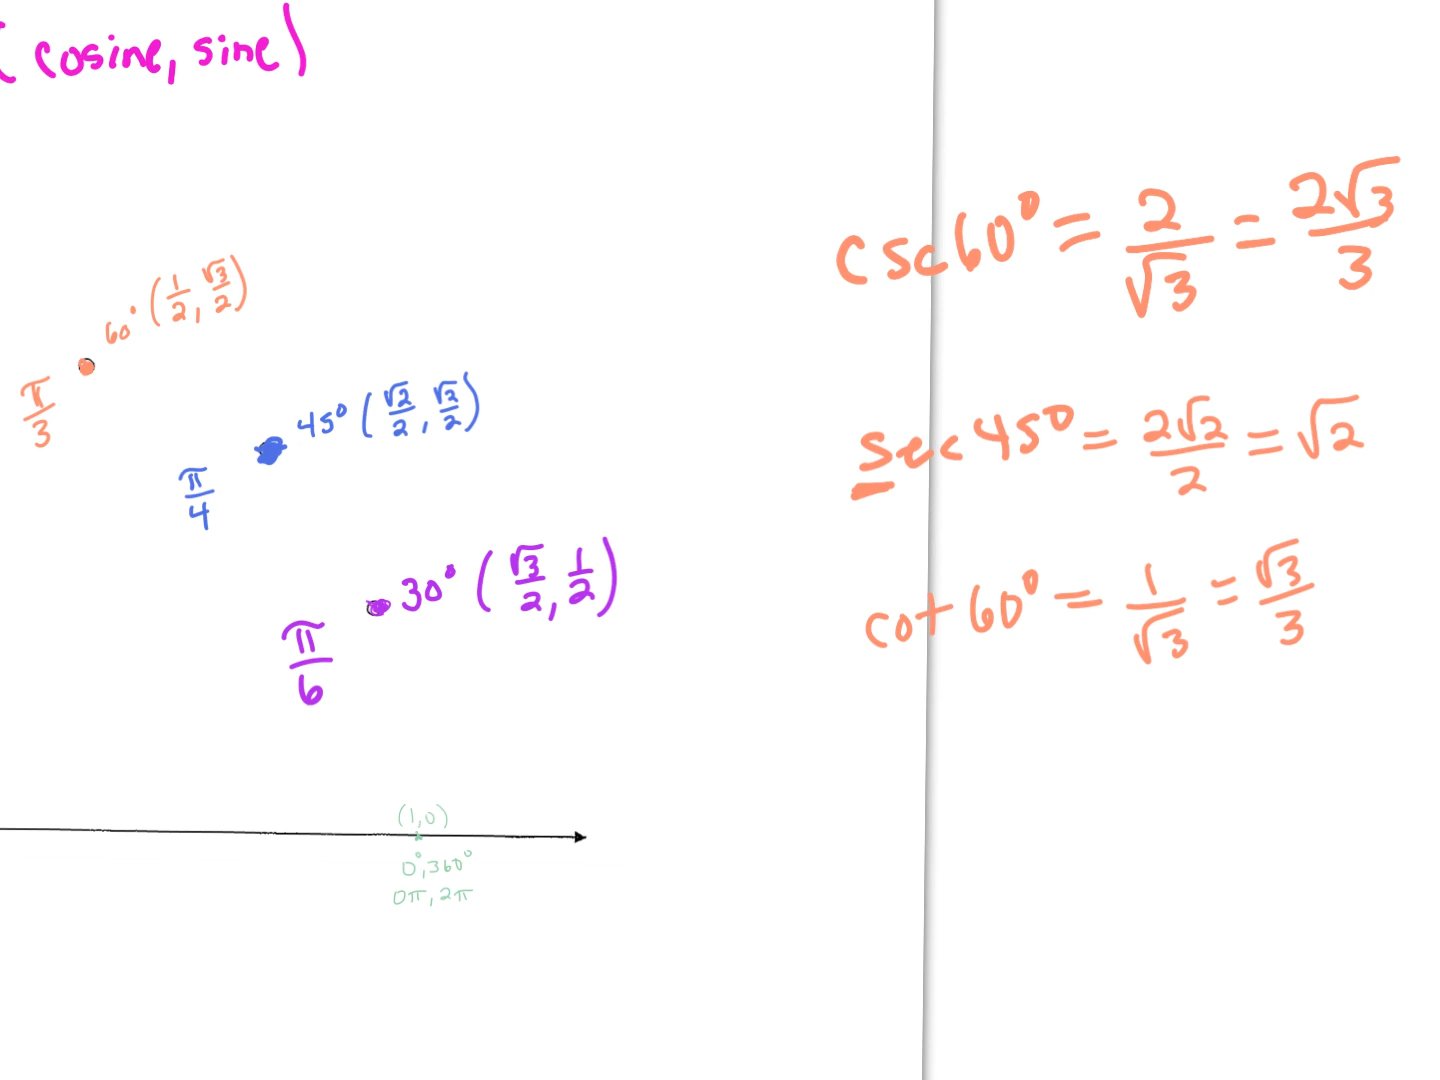 (cosine, sine)
csc 60° = 2/√3 = 2√3/3
60° (1/2, √3/2)
π/3
45° (√2/2, √2/2)
π/4
sec 45° = 2√2/2 = √2
30° (√3/2, 1/2)
π/6
cot 60° = 1/√3 = √3/3
(1,0)
0°, 360°
0π, 2π